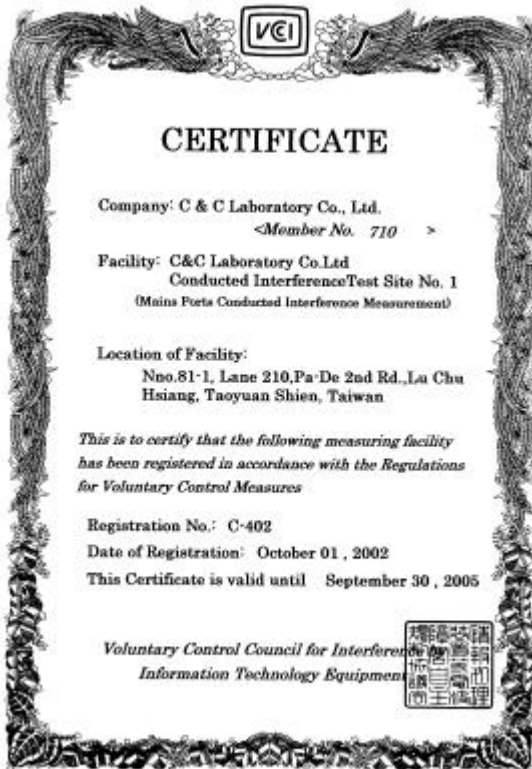 VCCI
CERTIFICATE
Company: C & C Laboratory Co., Ltd.
<Member No. 710 >
Facility: C&C Laboratory Co.Ltd
Conducted InterferenceTest Site No. 1
(Mains Ports Conducted Interference Measurement)
Location of Facility:
Nno.81-1, Lane 210,Pa-De 2nd Rd.,Lu Chu
Hsiang, Taoyuan Shien, Taiwan
This is to certify that the following measuring facility
has been registered in accordance with the Regulations
for Voluntary Control Measures
Registration No.: C-402
Date of Registration: October 01 , 2002
This Certificate is valid until September 30 , 2005
Voluntary Control Council for Interference by
Information Technology Equipment